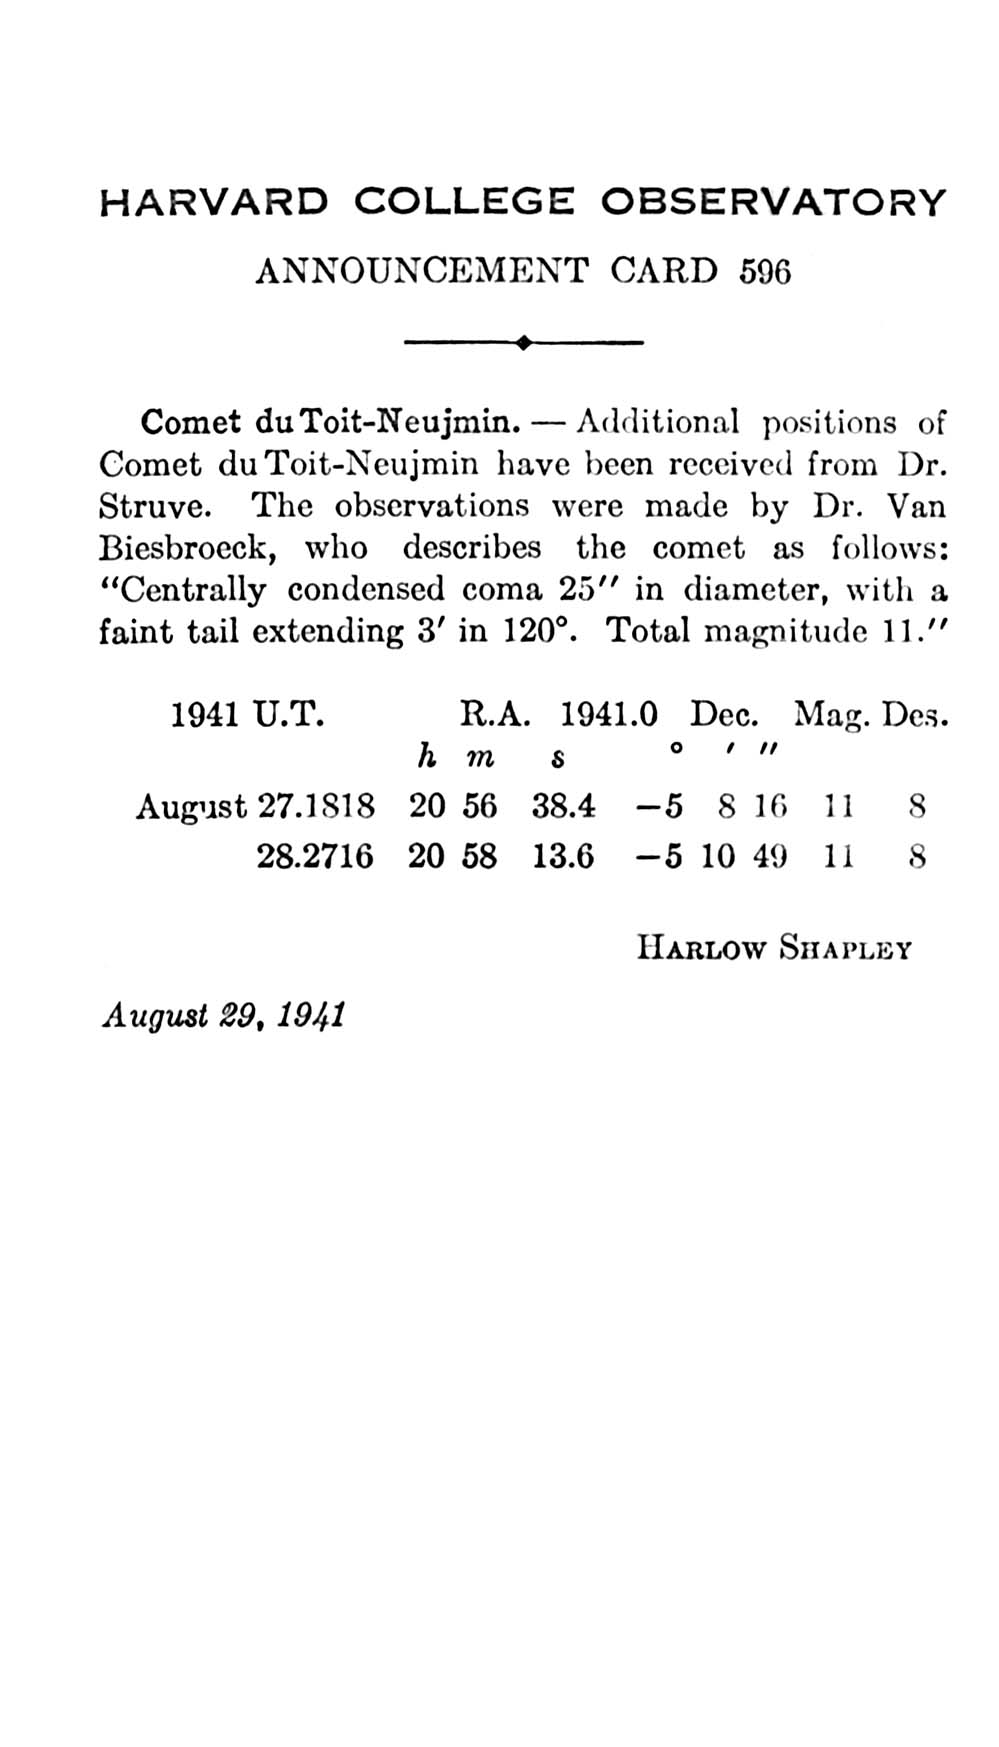 HARVARD COLLEGE OBSERVATORY
ANNOUNCEMENT CARD 596
Comet du Toit-Neujmin. — Additional positions of
Comet du Toit-Neujmin have been received from Dr.
Struve. The observations were made by Dr. Van
Biesbroeck, who describes the comet as follows:
“Centrally condensed coma 25″ in diameter, with a
faint tail extending 3′ in 120°. Total magnitude 11.”
1941 U.T. R.A. 1941.0 Dec. Mag. Des.
h m s ° ′ ″
August 27.1818 20 56 38.4 −5 8 16 11 8
28.2716 20 58 13.6 −5 10 49 11 8
HARLOW SHAPLEY
August 29, 1941